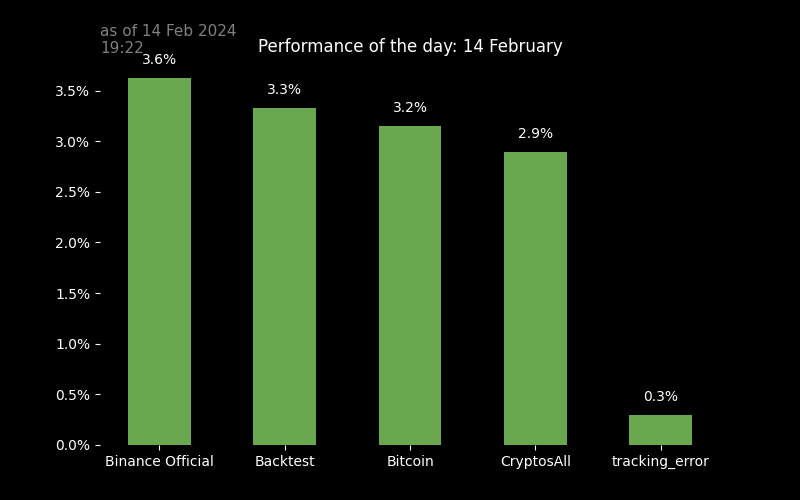 as of 14 Feb 2024
19:22
Performance of the day: 14 February
3.6%
3.3%
3.2%
2.9%
0.3%
3.5%
3.0%
2.5%
2.0%
1.5%
1.0%
0.5%
0.0%
Binance Official
Backtest
Bitcoin
CryptosAll
tracking_error